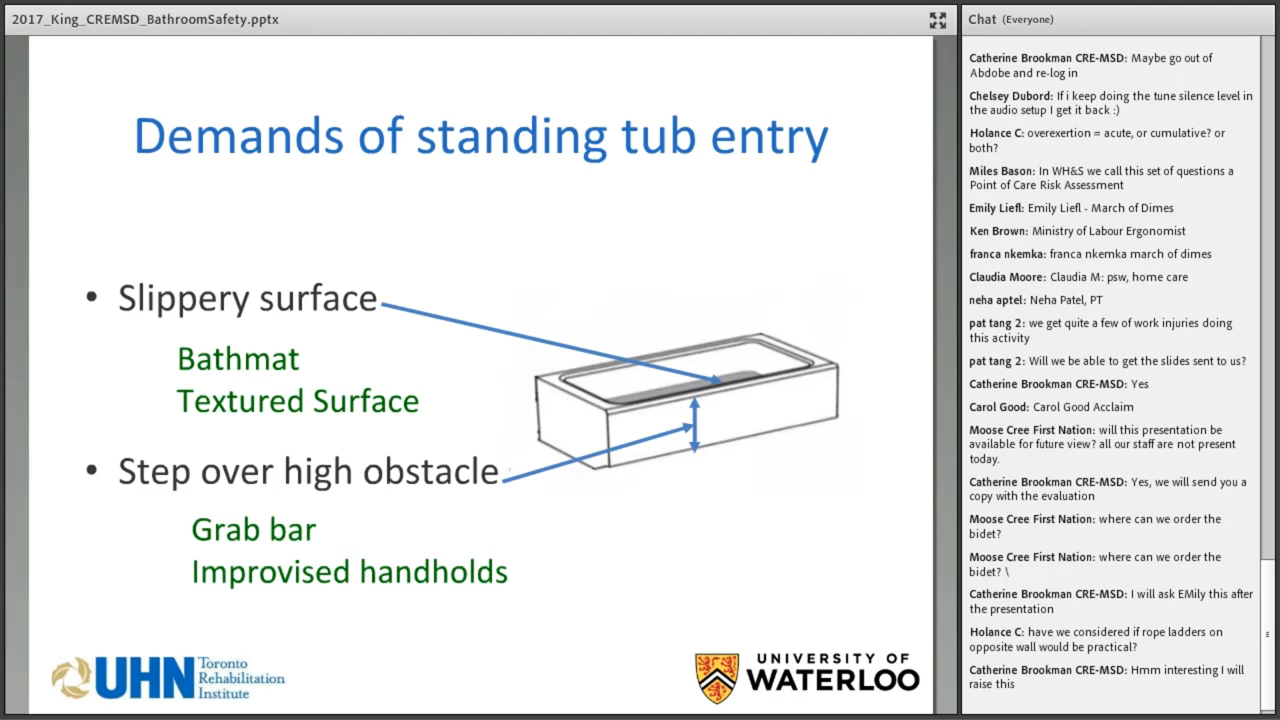 2017_King_CREMSD_BathroomSafety.pptx
Demands of standing tub entry
• Slippery surface
Bathmat
Textured Surface
• Step over high obstacle
Grab bar
Improvised handholds
UHN
Toronto
Rehabilitation
Institute
UNIVERSITY OF
WATERLOO
Chat (Everyone)
Catherine Brookman CRE-MSD: Maybe go out of
Abdobe and re-log in
Chelsey Dubord: If i keep doing the tune silence level in
the audio setup I get it back :)
Holance C: overexertion = acute, or cumulative? or
both?
Miles Bason: In WH&S we call this set of questions a
Point of Care Risk Assessment
Emily Liefl: Emily Liefl - March of Dimes
Ken Brown: Ministry of Labour Ergonomist
franca nkemka: franca nkemka march of dimes
Claudia Moore: Claudia M: psw, home care
neha aptel: Neha Patel, PT
pat tang 2: we get quite a few of work injuries doing
this activity
pat tang 2: Will we be able to get the slides sent to us?
Catherine Brookman CRE-MSD: Yes
Carol Good: Carol Good Acclaim
Moose Cree First Nation: will this presentation be
available for future view? all our staff are not present
today.
Catherine Brookman CRE-MSD: Yes, we will send you a
copy with the evaluation
Moose Cree First Nation: where can we order the
bidet?
Moose Cree First Nation: where can we order the
bidet? \
Catherine Brookman CRE-MSD: I will ask EMily this after
the presentation
Holance C: have we considered if rope ladders on
opposite wall would be practical?
Catherine Brookman CRE-MSD: Hmm interesting I will
raise this